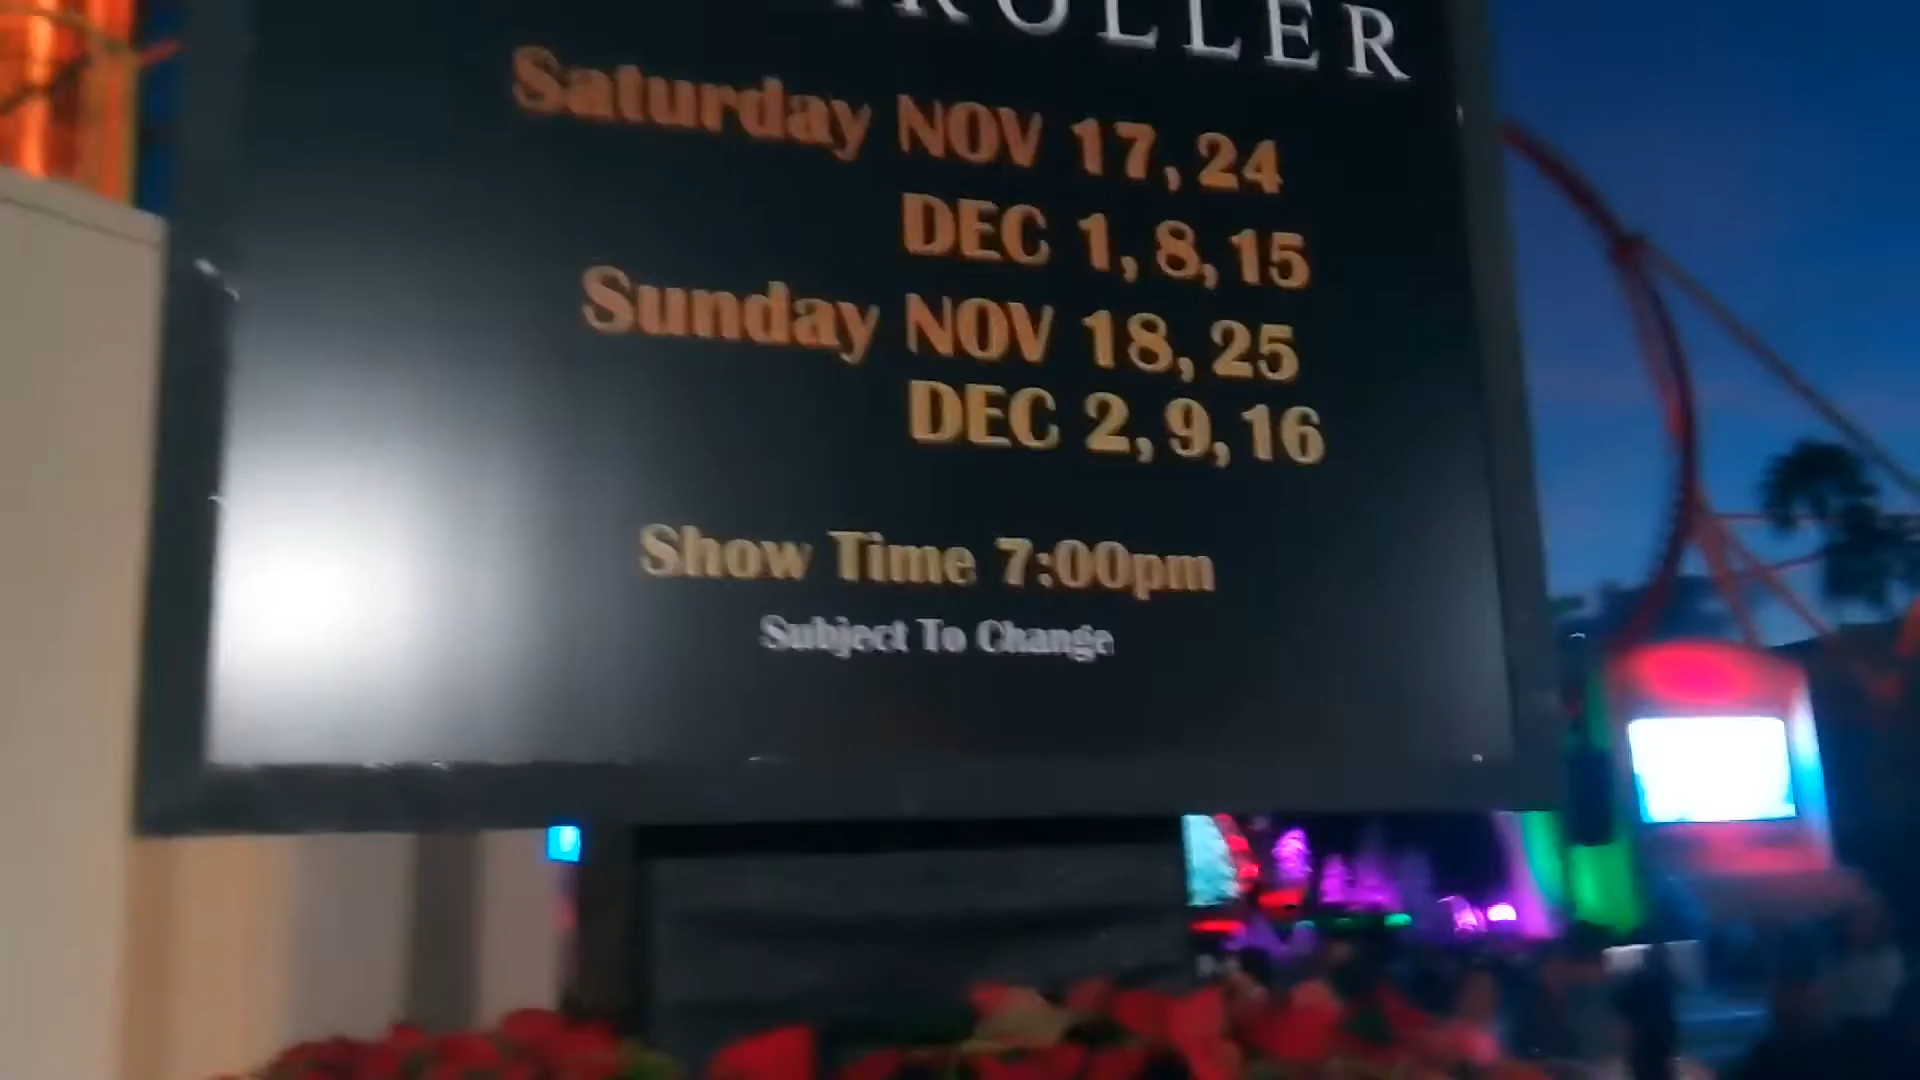 Saturday NOV 17, 24
DEC 1, 8, 15
Sunday NOV 18, 25
DEC 2, 9, 16
Show Time 7:00pm
Subject To Change